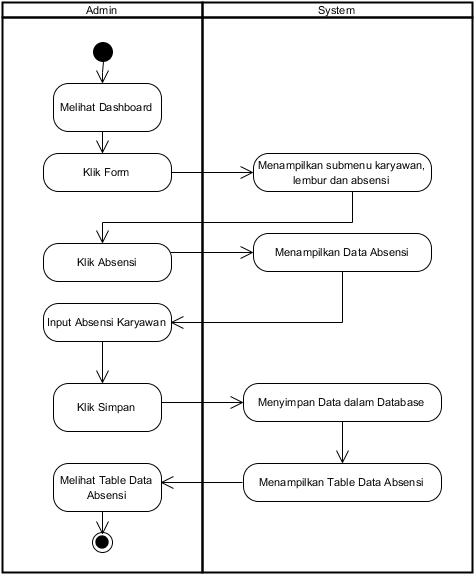 Admin
System
Melihat Dashboard
Klik Form
Menampilkan submenu karyawan,
lembur dan absensi
Klik Absensi
Menampilkan Data Absensi
Input Absensi Karyawan
Klik Simpan
Menyimpan Data dalam Database
Menampilkan Table Data Absensi
Melihat Table Data
Absensi